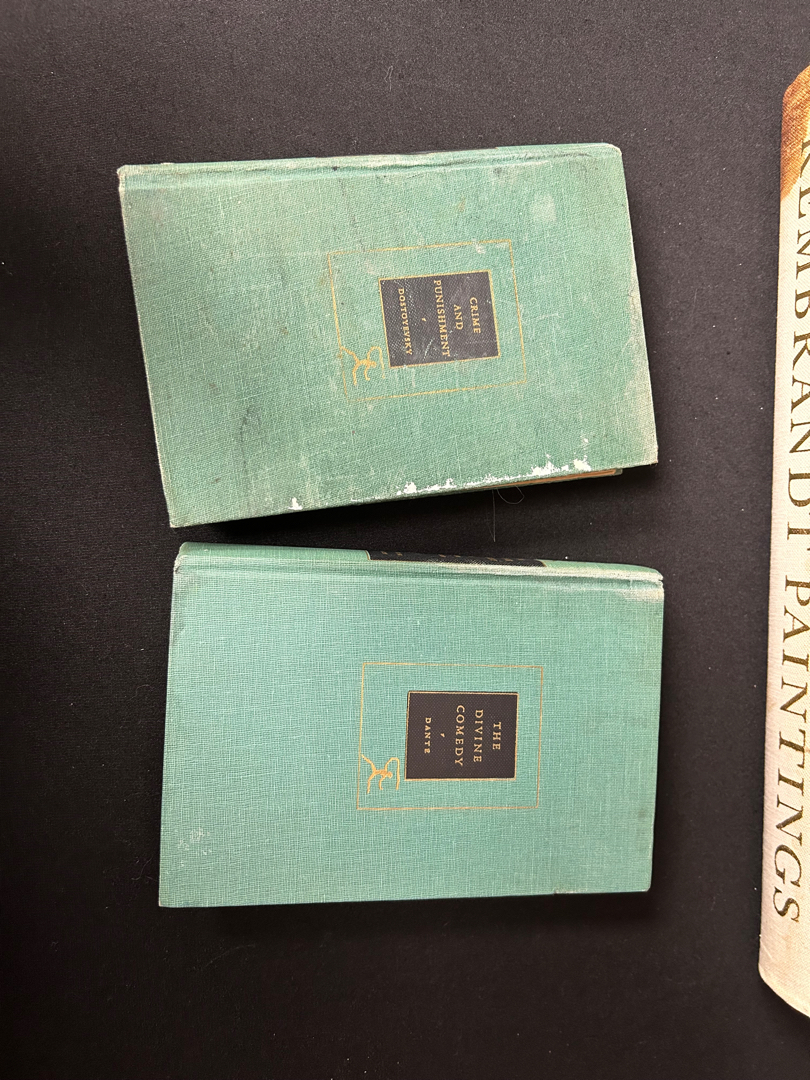 CRIME
AND
PUNISHMENT
DOSTOYEVSKY
THE
DIVINE
COMEDY
DANTE
REMBRANDT PAINTINGS